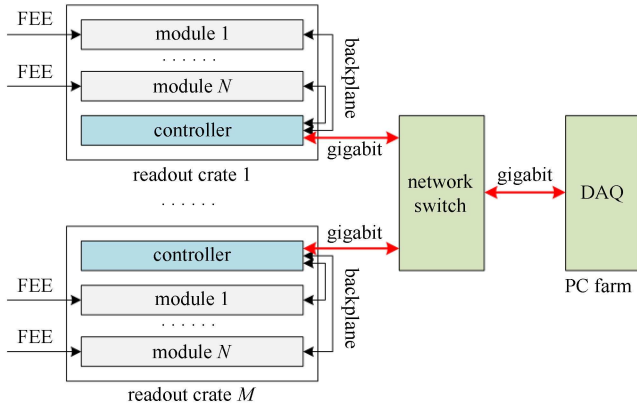 FEE
module 1
· · · · · ·
FEE
module N
backplane
controller
gigabit
readout crate 1
· · · · · ·
network
switch
gigabit
DAQ
PC farm
gigabit
controller
backplane
FEE
module 1
· · · · · ·
FEE
module N
readout crate M